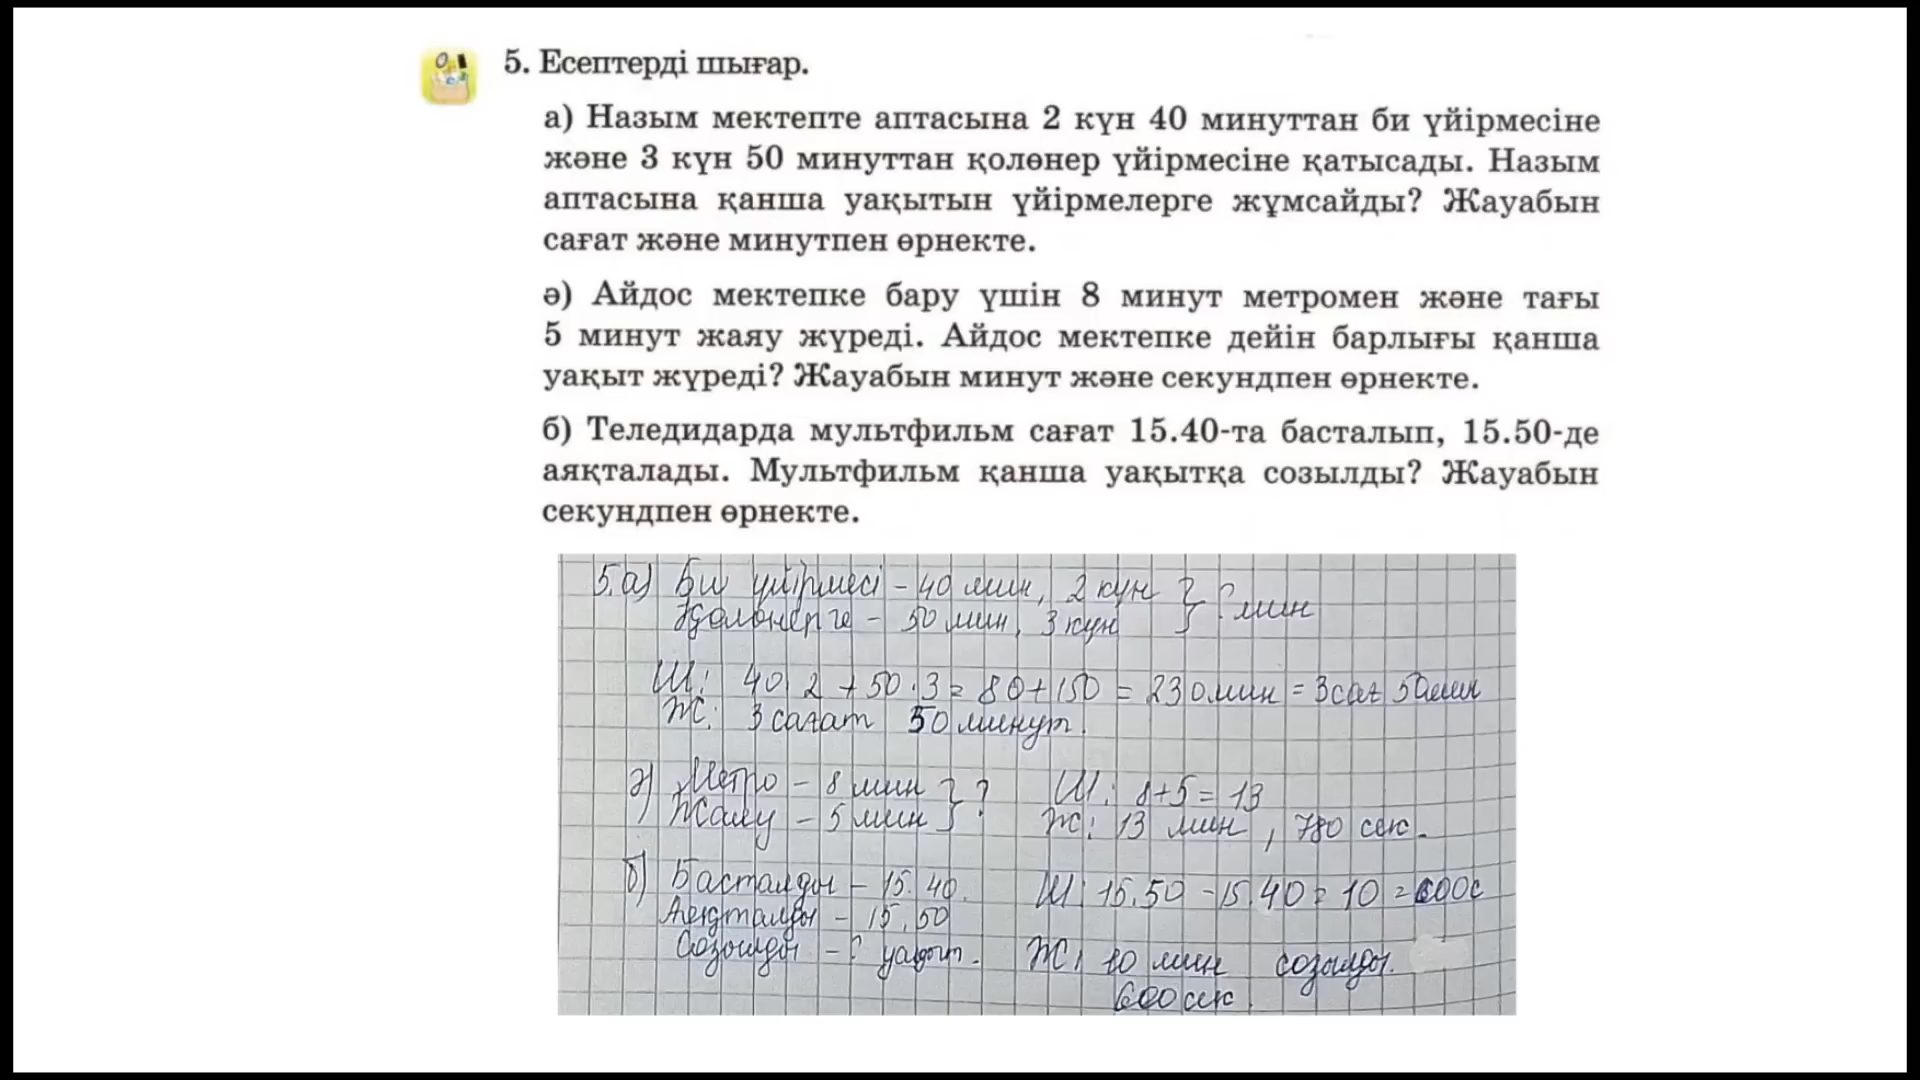 5. Есептерді шығар.
а) Назым мектепте аптасына 2 күн 40 минуттан би үйірмесіне
және 3 күн 50 минуттан қолөнер үйірмесіне қатысады. Назым
аптасына қанша уақытын үйірмелерге жұмсайды? Жауабын
сағат және минутпен өрнекте.
ә) Айдос мектепке бару үшін 8 минут метромен және тағы
5 минут жаяу жүреді. Айдос мектепке дейін барлығы қанша
уақыт жүреді? Жауабын минут және секундпен өрнекте.
б) Теледидарда мультфильм сағат 15.40-та басталып, 15.50-де
аяқталады. Мультфильм қанша уақытқа созылды? Жауабын
секундпен өрнекте.
5.а) Би үйірмесі - 40 мин, 2 күн } ? мин
Қолөнерге - 50 мин, 3 күн
Ш: 40·2 + 50·3 = 80+150 = 230мин = 3сағ 50мин
Ж: 3 сағат 50 минут.
ә) Метро - 8 мин } ? Ш: 8+5=13
Жаяу - 5 мин Ж: 13 мин, 780 сек.
б) Басталды - 15.40. Ш: 15.50 - 15.40 = 10 = 600с
Аяқталды - 15.50
Созылды - ? уақыт. Ж: 10 мин созылды.
600 сек.